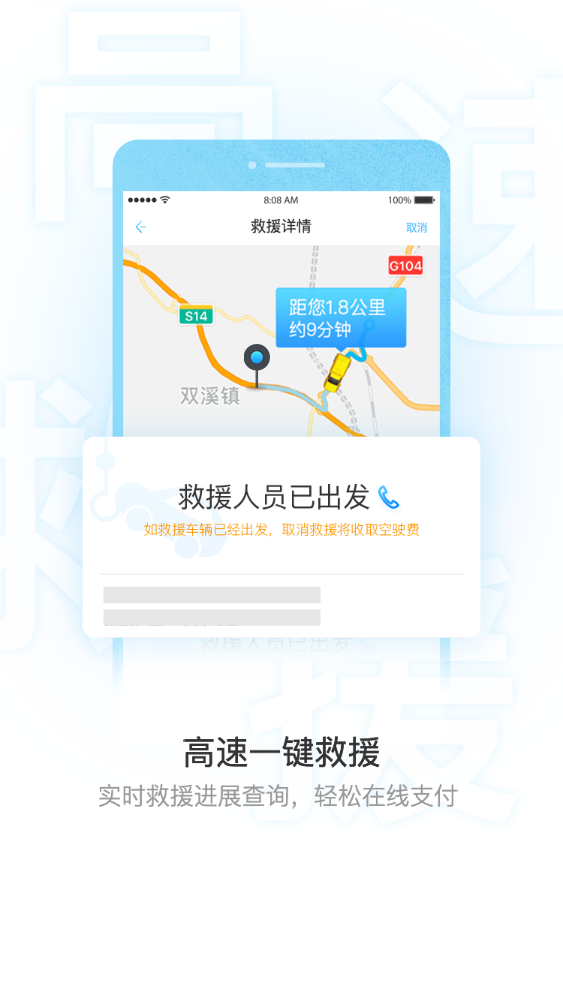 高速
救援
8:08 AM
100%
救援详情
取消
G104
S14
距您1.8公里
约9分钟
双溪镇
救援人员已出发
如救援车辆已经出发，取消救援将收取空驶费
救援人员已出发
高速一键救援
实时救援进展查询，轻松在线支付